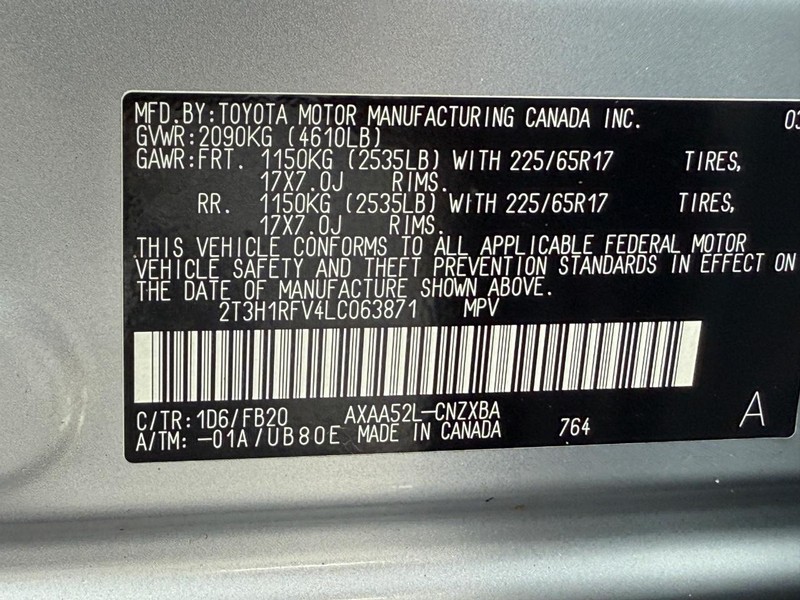 MFD.BY:TOYOTA MOTOR MANUFACTURING CANADA INC. 03
GVWR:2090KG (4610LB)
GAWR:FRT. 1150KG (2535LB) WITH 225/65R17 TIRES,
17X7.0J RIMS.
RR. 1150KG (2535LB) WITH 225/65R17 TIRES,
17X7.0J RIMS.
THIS VEHICLE CONFORMS TO ALL APPLICABLE FEDERAL MOTOR
VEHICLE SAFETY AND THEFT PREVENTION STANDARDS IN EFFECT ON
THE DATE OF MANUFACTURE SHOWN ABOVE.
2T3H1RFV4LC063871 MPV
C/TR:1D6/FB20 AXAA52L-CNZXBA
A/TM:-01A/UB80E MADE IN CANADA 764 A